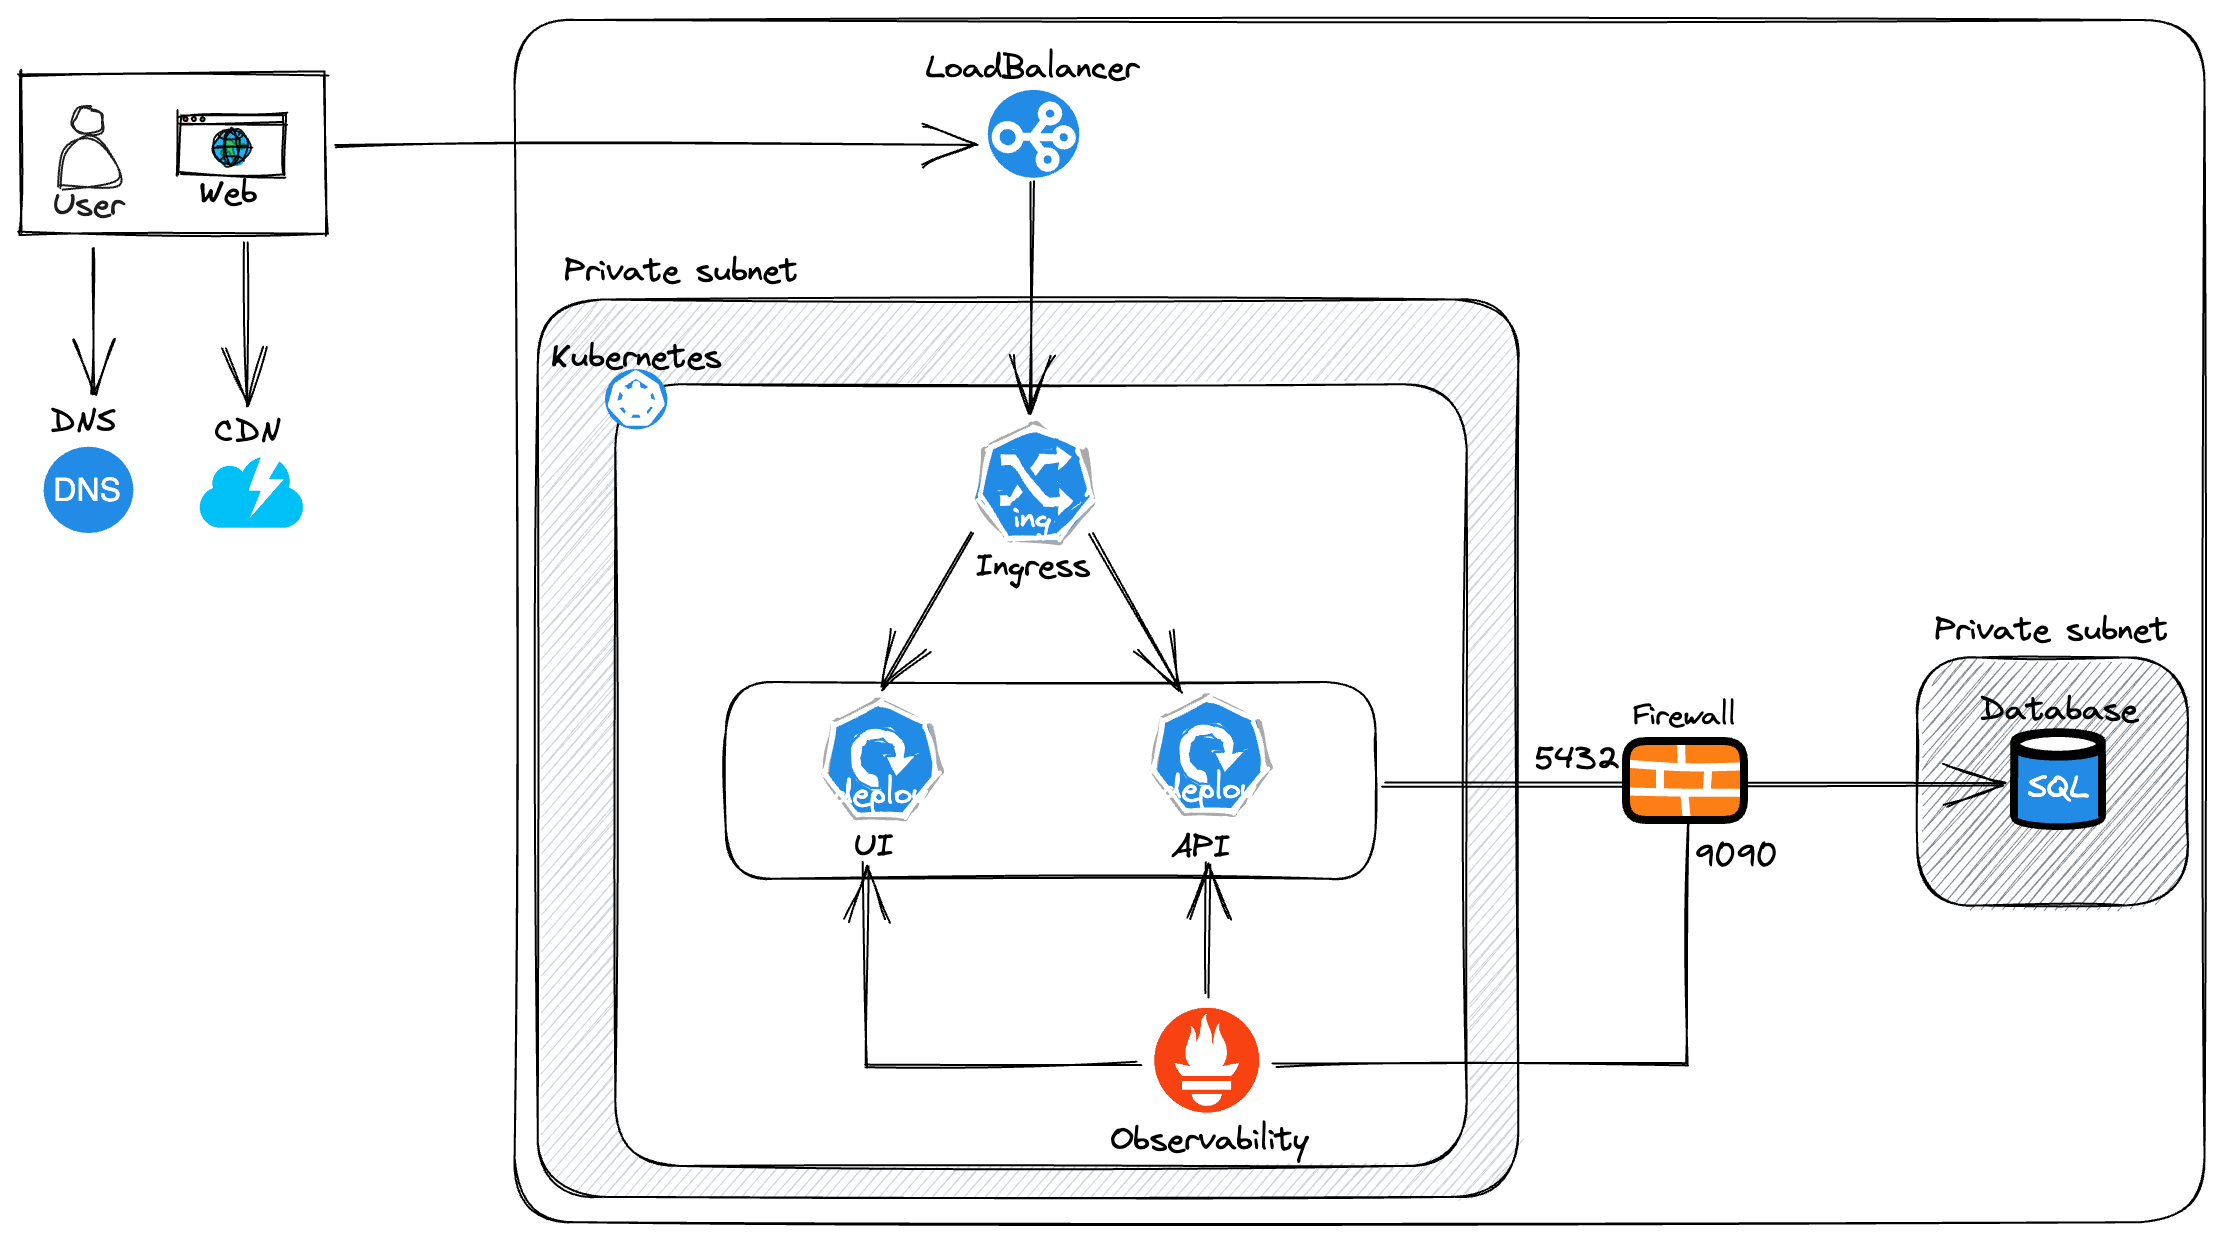 LoadBalancer
User
Web
Private subnet
Kubernetes
DNS
DNS
CDN
ing
Ingress
Private subnet
Database
SQL
Firewall
5432
9090
deploy
UI
deploy
API
Observability